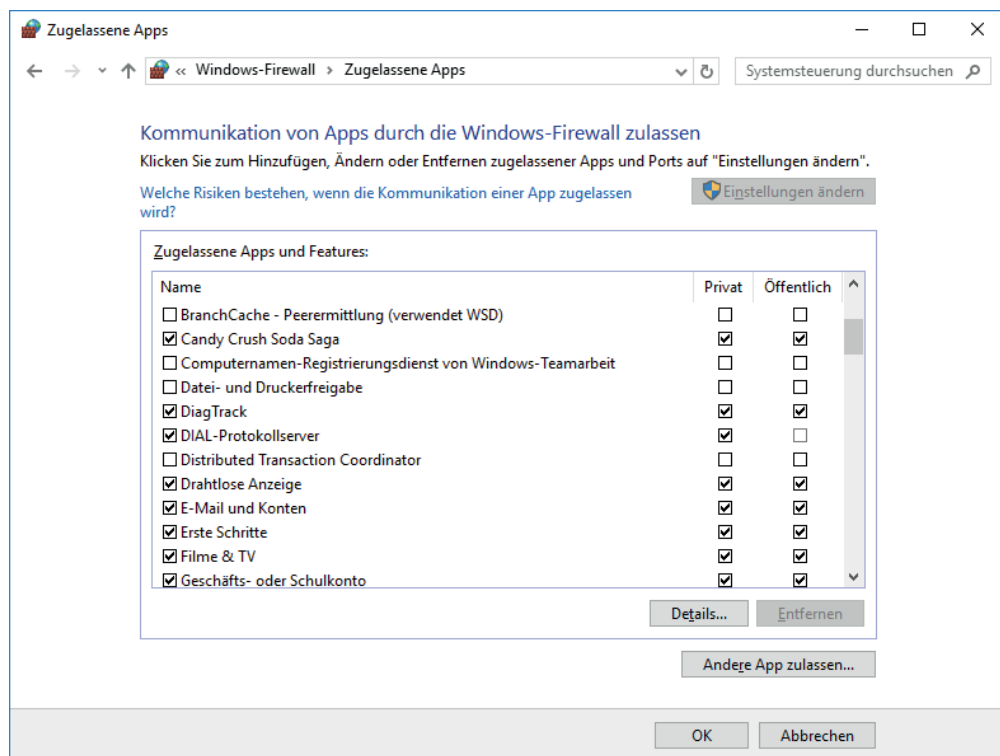 Zugelassene Apps
« Windows-Firewall › Zugelassene Apps
Systemsteuerung durchsuchen
Kommunikation von Apps durch die Windows-Firewall zulassen
Klicken Sie zum Hinzufügen, Ändern oder Entfernen zugelassener Apps und Ports auf "Einstellungen ändern".
Welche Risiken bestehen, wenn die Kommunikation einer App zugelassen
wird?
Einstellungen ändern
Zugelassene Apps und Features:
Name Privat Öffentlich
BranchCache - Peerermittlung (verwendet WSD)
Candy Crush Soda Saga
Computernamen-Registrierungsdienst von Windows-Teamarbeit
Datei- und Druckerfreigabe
DiagTrack
DIAL-Protokollserver
Distributed Transaction Coordinator
Drahtlose Anzeige
E-Mail und Konten
Erste Schritte
Filme & TV
Geschäfts- oder Schulkonto
Details... Entfernen
Andere App zulassen...
OK Abbrechen